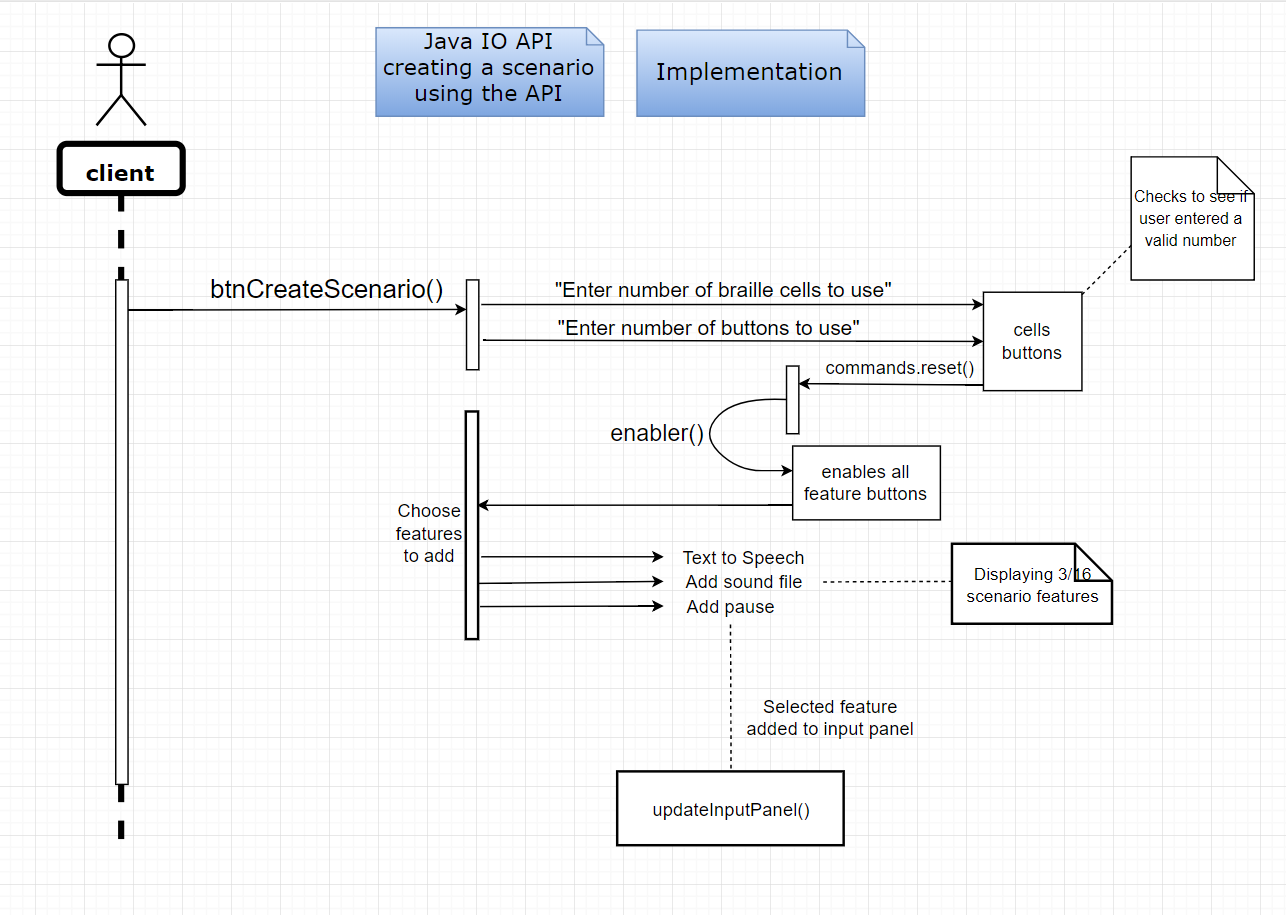 Java IO API
creating a scenario
using the API
Implementation
client
Checks to see if
user entered a
valid number
btnCreateScenario()
"Enter number of braille cells to use"
"Enter number of buttons to use"
cells
buttons
commands.reset()
enabler()
enables all
feature buttons
Choose
features
to add
Text to Speech
Add sound file
Add pause
Displaying 3/16
scenario features
Selected feature
added to input panel
updateInputPanel()